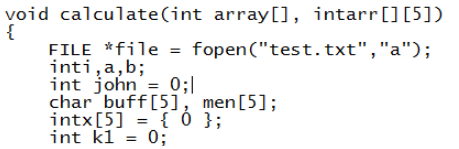 void calculate(int array[], intarr[][5])
{
FILE *file = fopen("test.txt","a");
inti,a,b;
int john = 0;
char buff[5], men[5];
intx[5] = { 0 };
int k1 = 0;